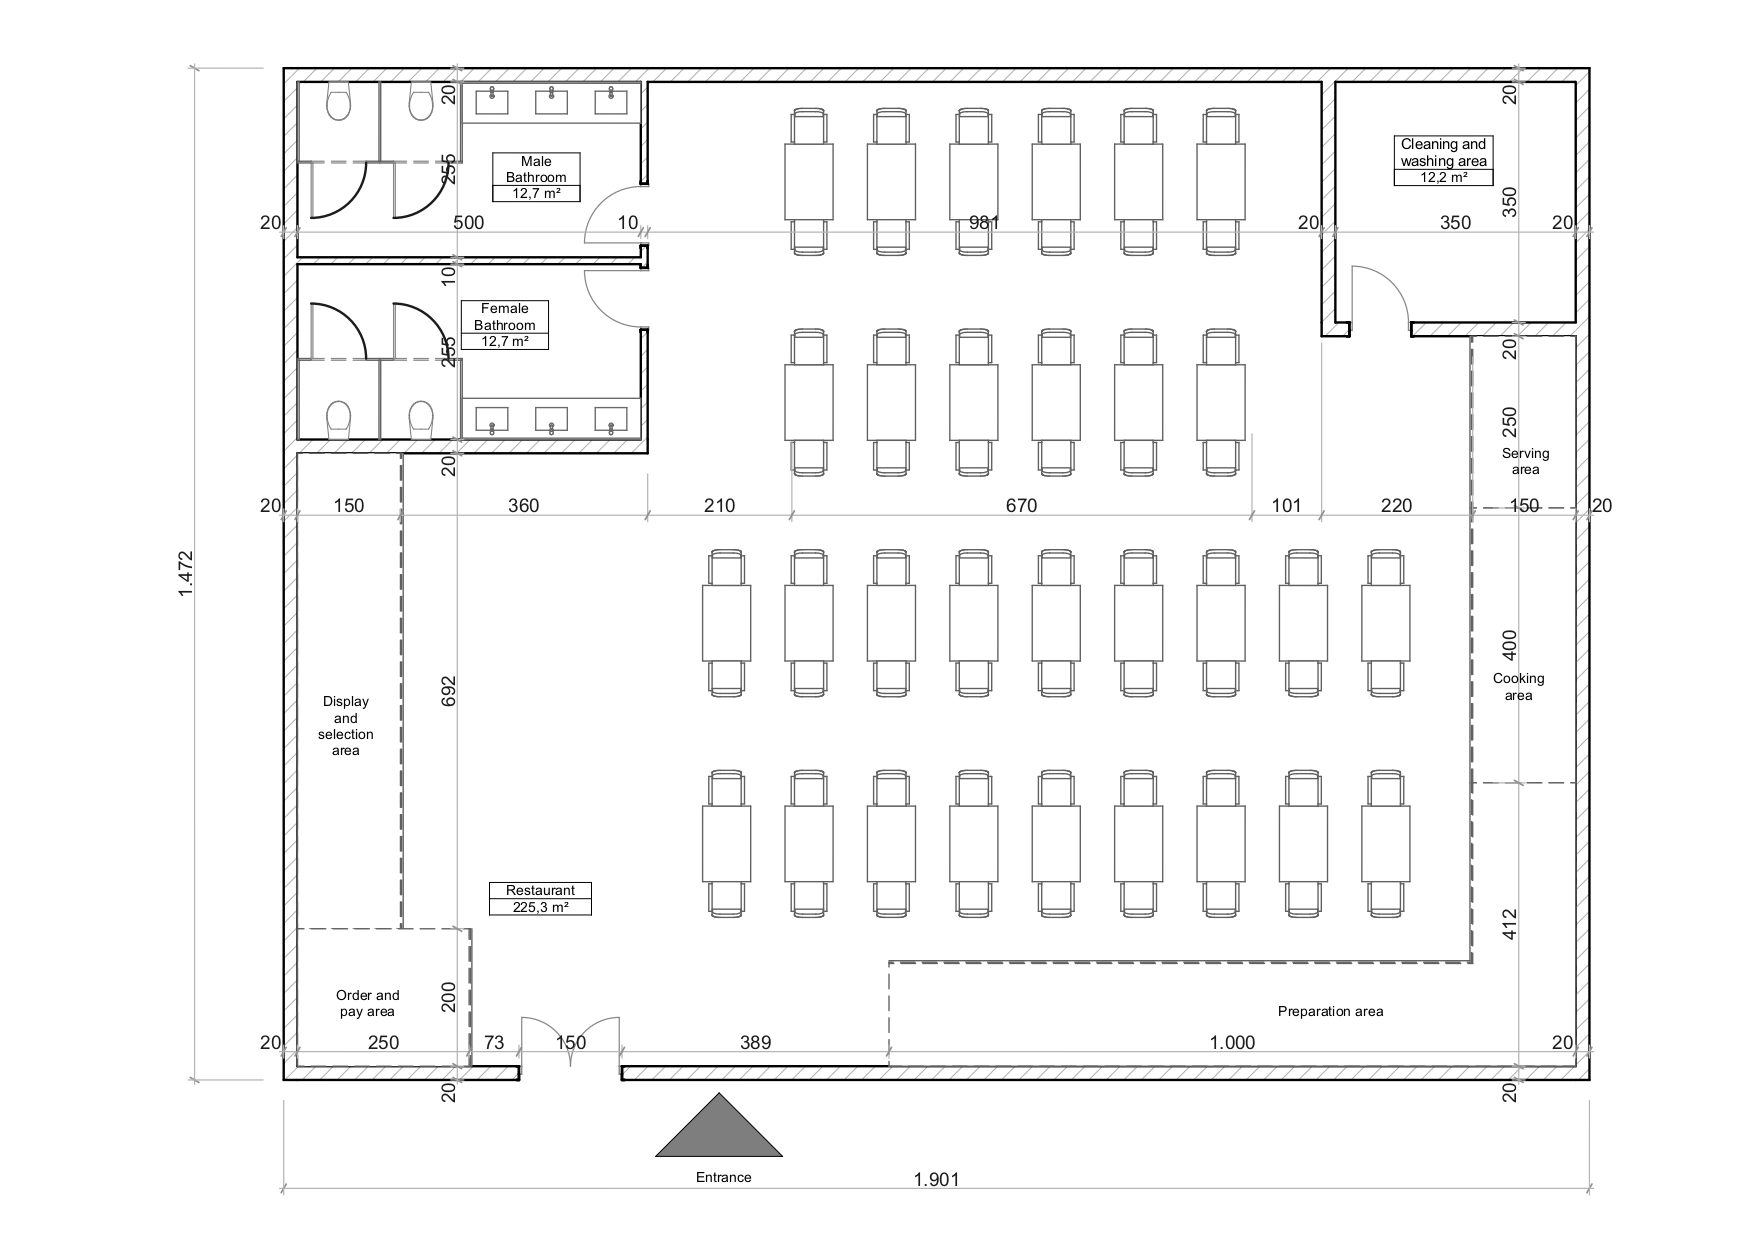 20
20
255
Male
Bathroom
12,7 m²
Cleaning and
washing area
12,2 m²
350
20
500
10
981
20
350
20
10
Female
Bathroom
12,7 m²
255
20
20
250
Serving
area
20
150
360
210
670
101
220
150
20
1.472
400
Cooking
area
692
Display
and
selection
area
Restaurant
225,3 m²
412
Order and
pay area
200
Preparation area
20
250
73
150
389
1.000
20
20
20
Entrance
1.901